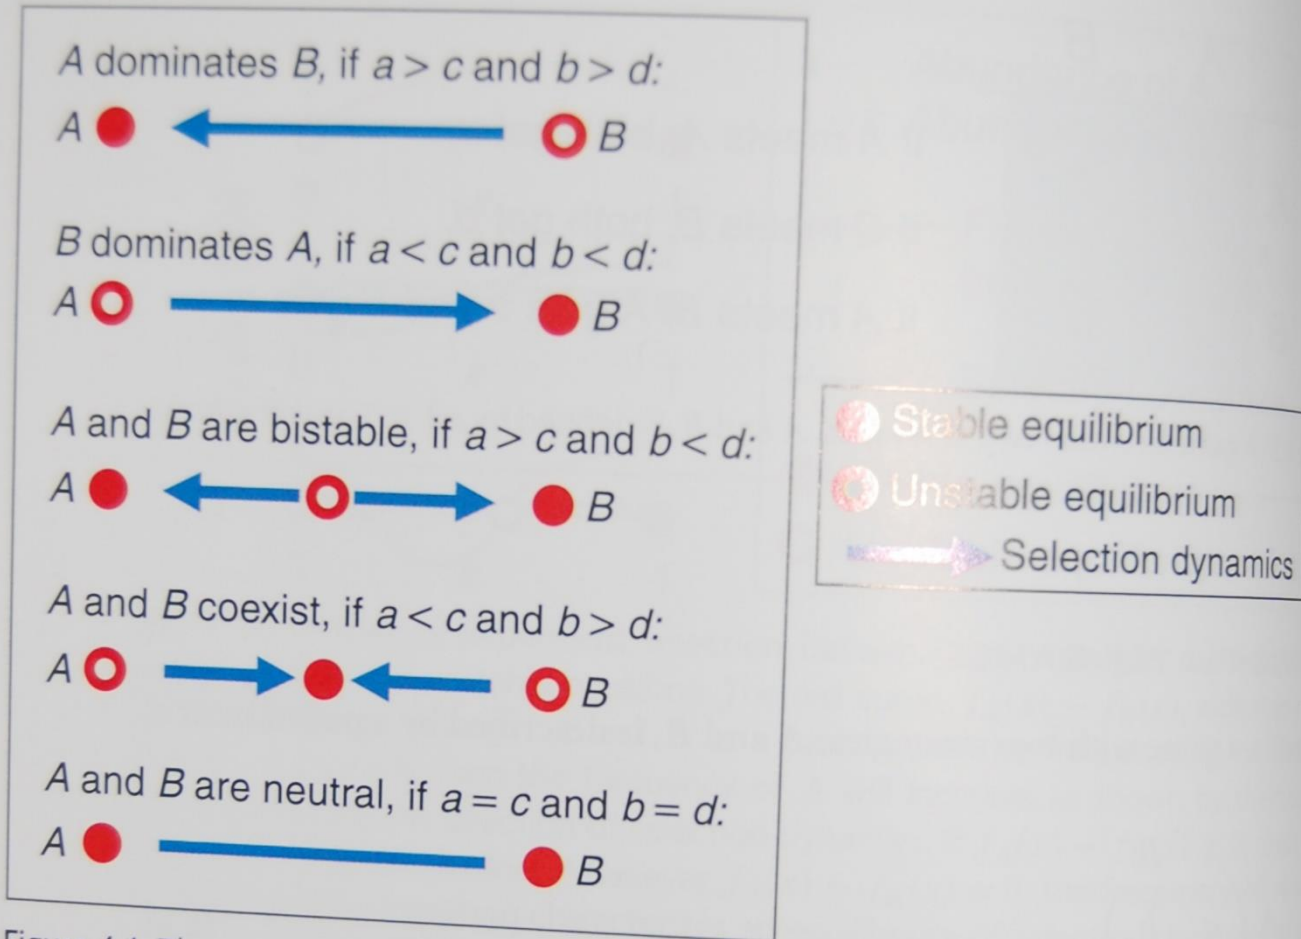 A dominates B, if a > c and b > d:
A B
B dominates A, if a < c and b < d:
A B
A and B are bistable, if a > c and b < d:
A B
A and B coexist, if a < c and b > d:
A B
A and B are neutral, if a = c and b = d:
A B
Stable equilibrium
Unstable equilibrium
Selection dynamics